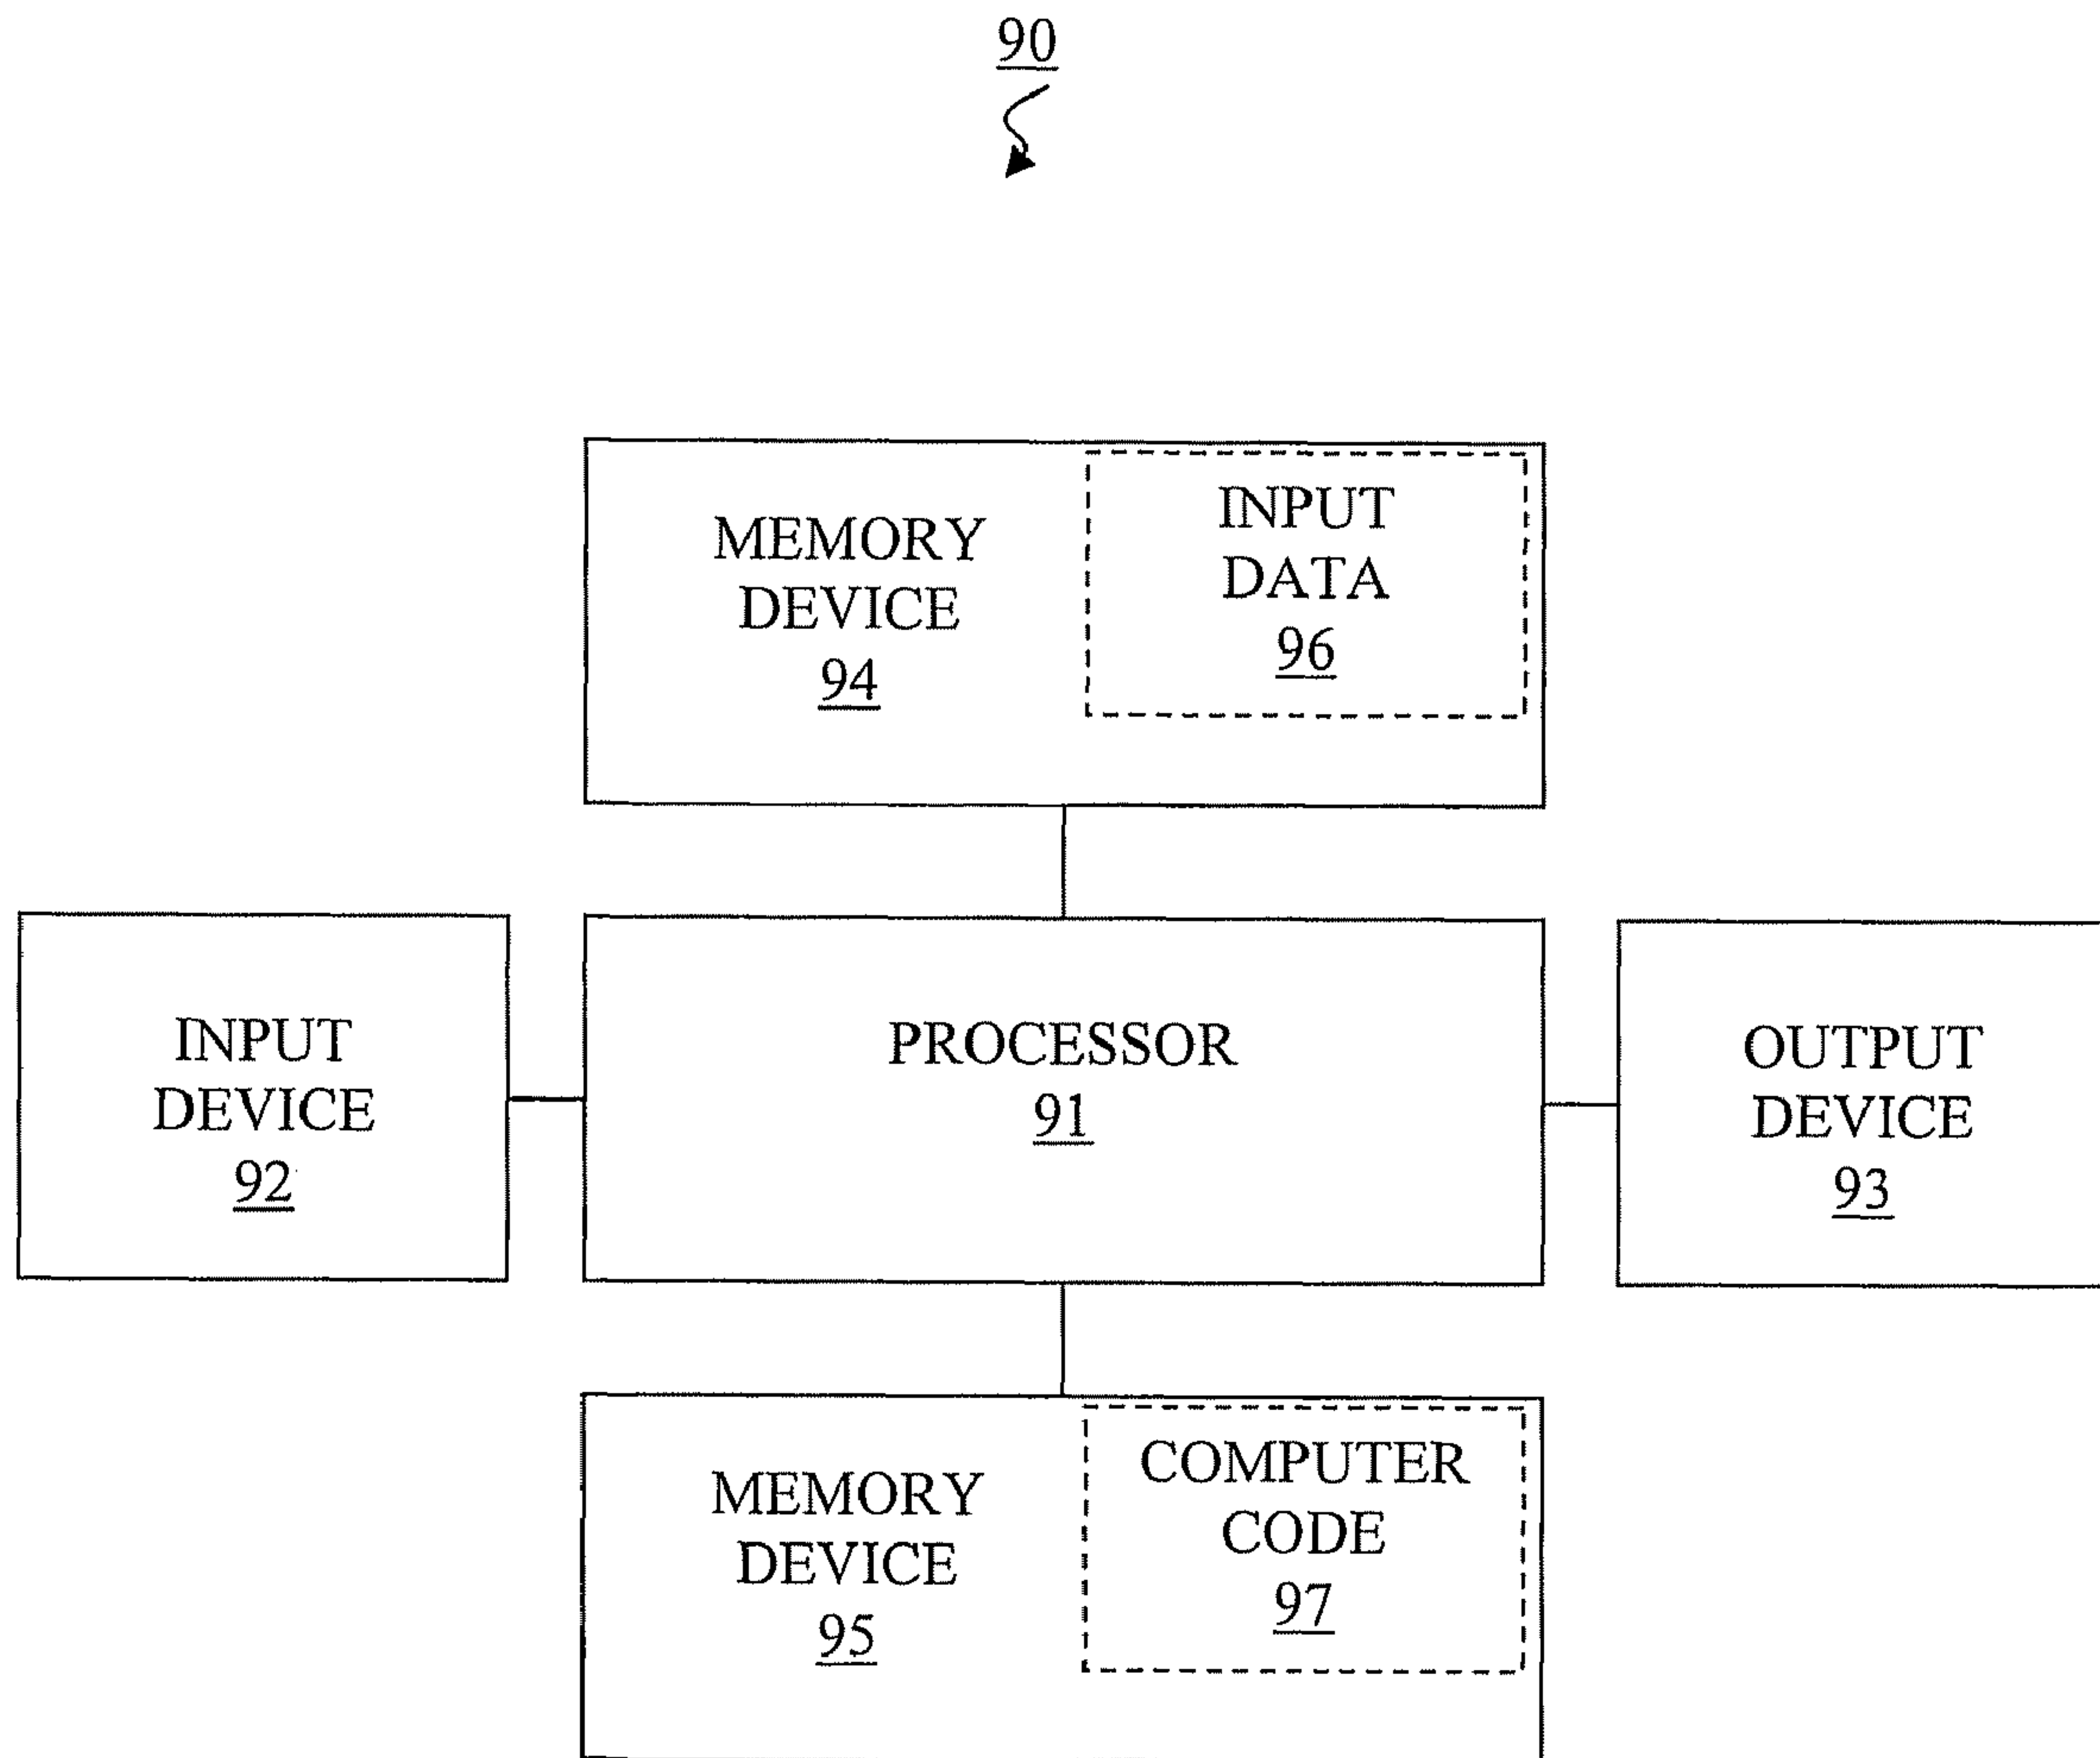 90
MEMORY
DEVICE
94
INPUT
DATA
96
INPUT
DEVICE
92
PROCESSOR
91
OUTPUT
DEVICE
93
MEMORY
DEVICE
95
COMPUTER
CODE
97